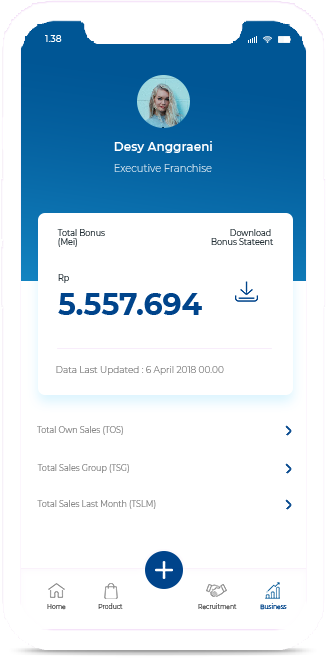 1.38
Desy Anggraeni
Executive Franchise
Total Bonus
(Mei)
Download
Bonus Stateent
Rp
5.557.694
Data Last Updated : 6 April 2018 00.00
Total Own Sales (TOS)
Total Sales Group (TSG)
Total Sales Last Month (TSLM)
Home
Product
Recruitment
Business